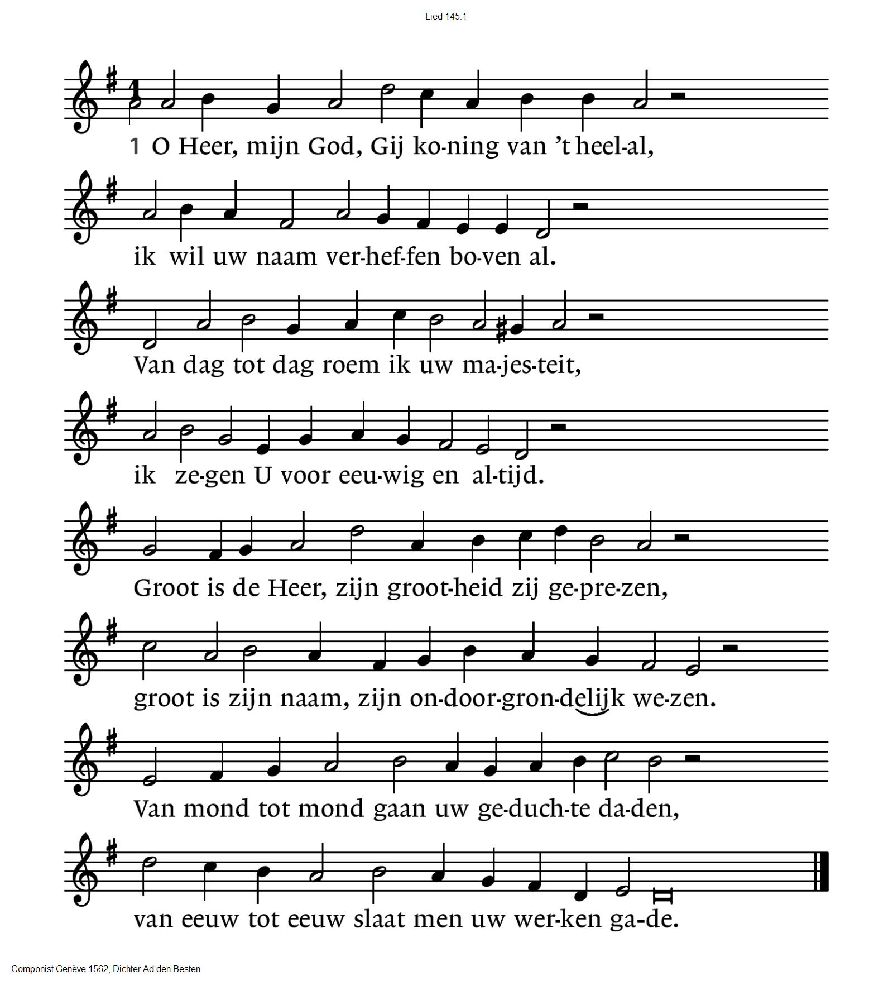 Lied 145:1
1
1 O Heer, mijn God, Gij ko-ning van ’t heel-al,
ik wil uw naam ver-hef-fen bo-ven al.
Van dag tot dag roem ik uw ma-jes-teit,
ik ze-gen U voor eeu-wig en al-tijd.
Groot is de Heer, zijn groot-heid zij ge-pre-zen,
groot is zijn naam, zijn on-door-gron-delijk we-zen.
Van mond tot mond gaan uw ge-duch-te da-den,
van eeuw tot eeuw slaat men uw wer-ken ga-de.
Componist Genève 1562, Dichter Ad den Besten